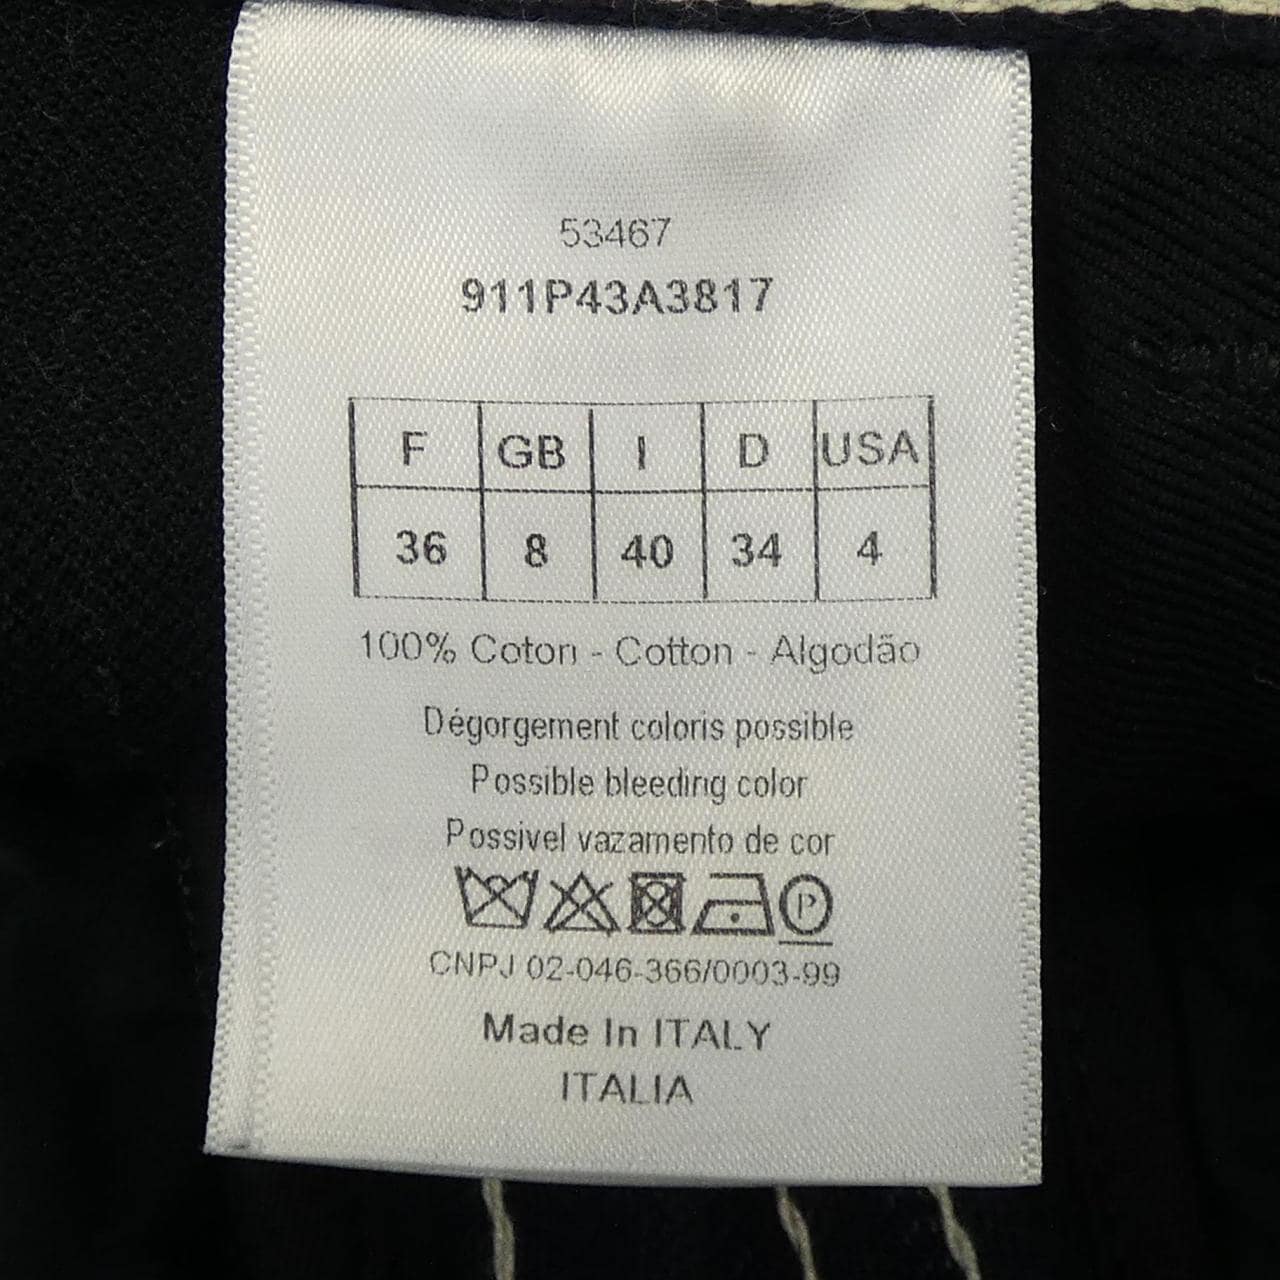 53467
911P43A3817
F GB I D USA
36 8 40 34 4
100% Coton - Cotton - Algodão
Dégorgement coloris possible
Possible bleeding color
Possivel vazamento de cor
P
CNPJ 02-046-366/0003-99
Made In ITALY
ITALIA